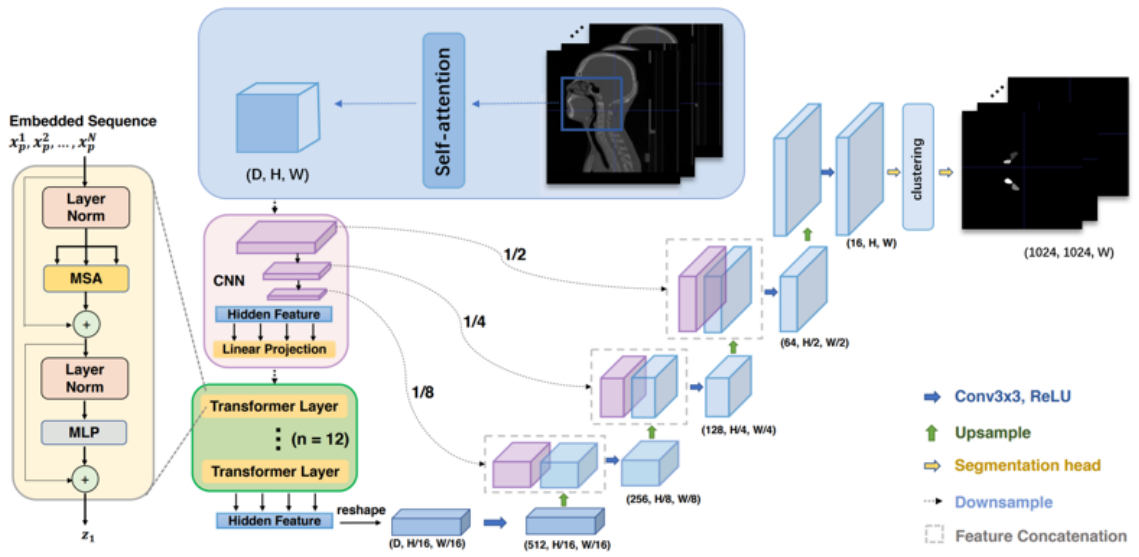 Embedded Sequence
x_p^1, x_p^2, ..., x_p^N
Layer
Norm
MSA
+
Layer
Norm
MLP
+
z_1
(D, H, W)
Self-attention
CNN
Hidden Feature
Linear Projection
Transformer Layer
(n = 12)
Transformer Layer
Hidden Feature
reshape
(D, H/16, W/16)
(512, H/16, W/16)
1/2
1/4
1/8
(256, H/8, W/8)
(128, H/4, W/4)
(64, H/2, W/2)
(16, H, W)
clustering
(1024, 1024, W)
Conv3x3, ReLU
Upsample
Segmentation head
Downsample
Feature Concatenation